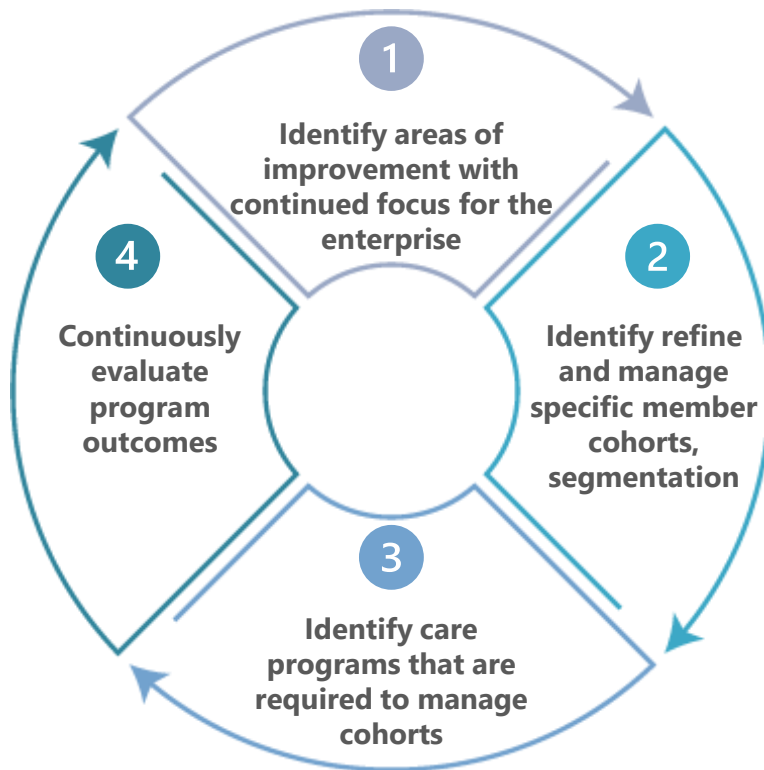 1
Identify areas of
improvement with
continued focus for the
enterprise
2
Identify refine
and manage
specific member
cohorts,
segmentation
3
Identify care
programs that are
required to manage
cohorts
4
Continuously
evaluate
program
outcomes